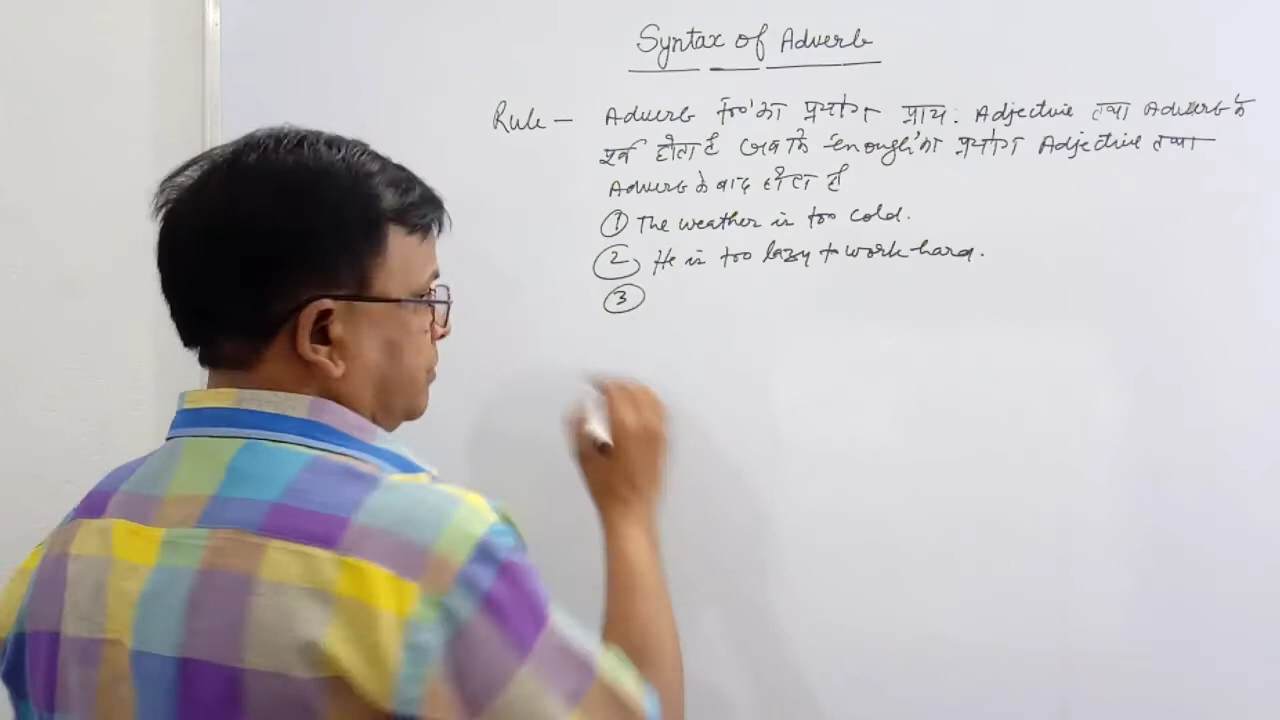 Syntax of Adverb
Rule – Adverb 'too' का प्रयोग प्राय: Adjective तथा Adverb के
पूर्व होता है जबकि 'enough' का प्रयोग Adjective तथा
Adverb के बाद होता है
① The weather is too cold.
② He is too lazy to work hard.
③